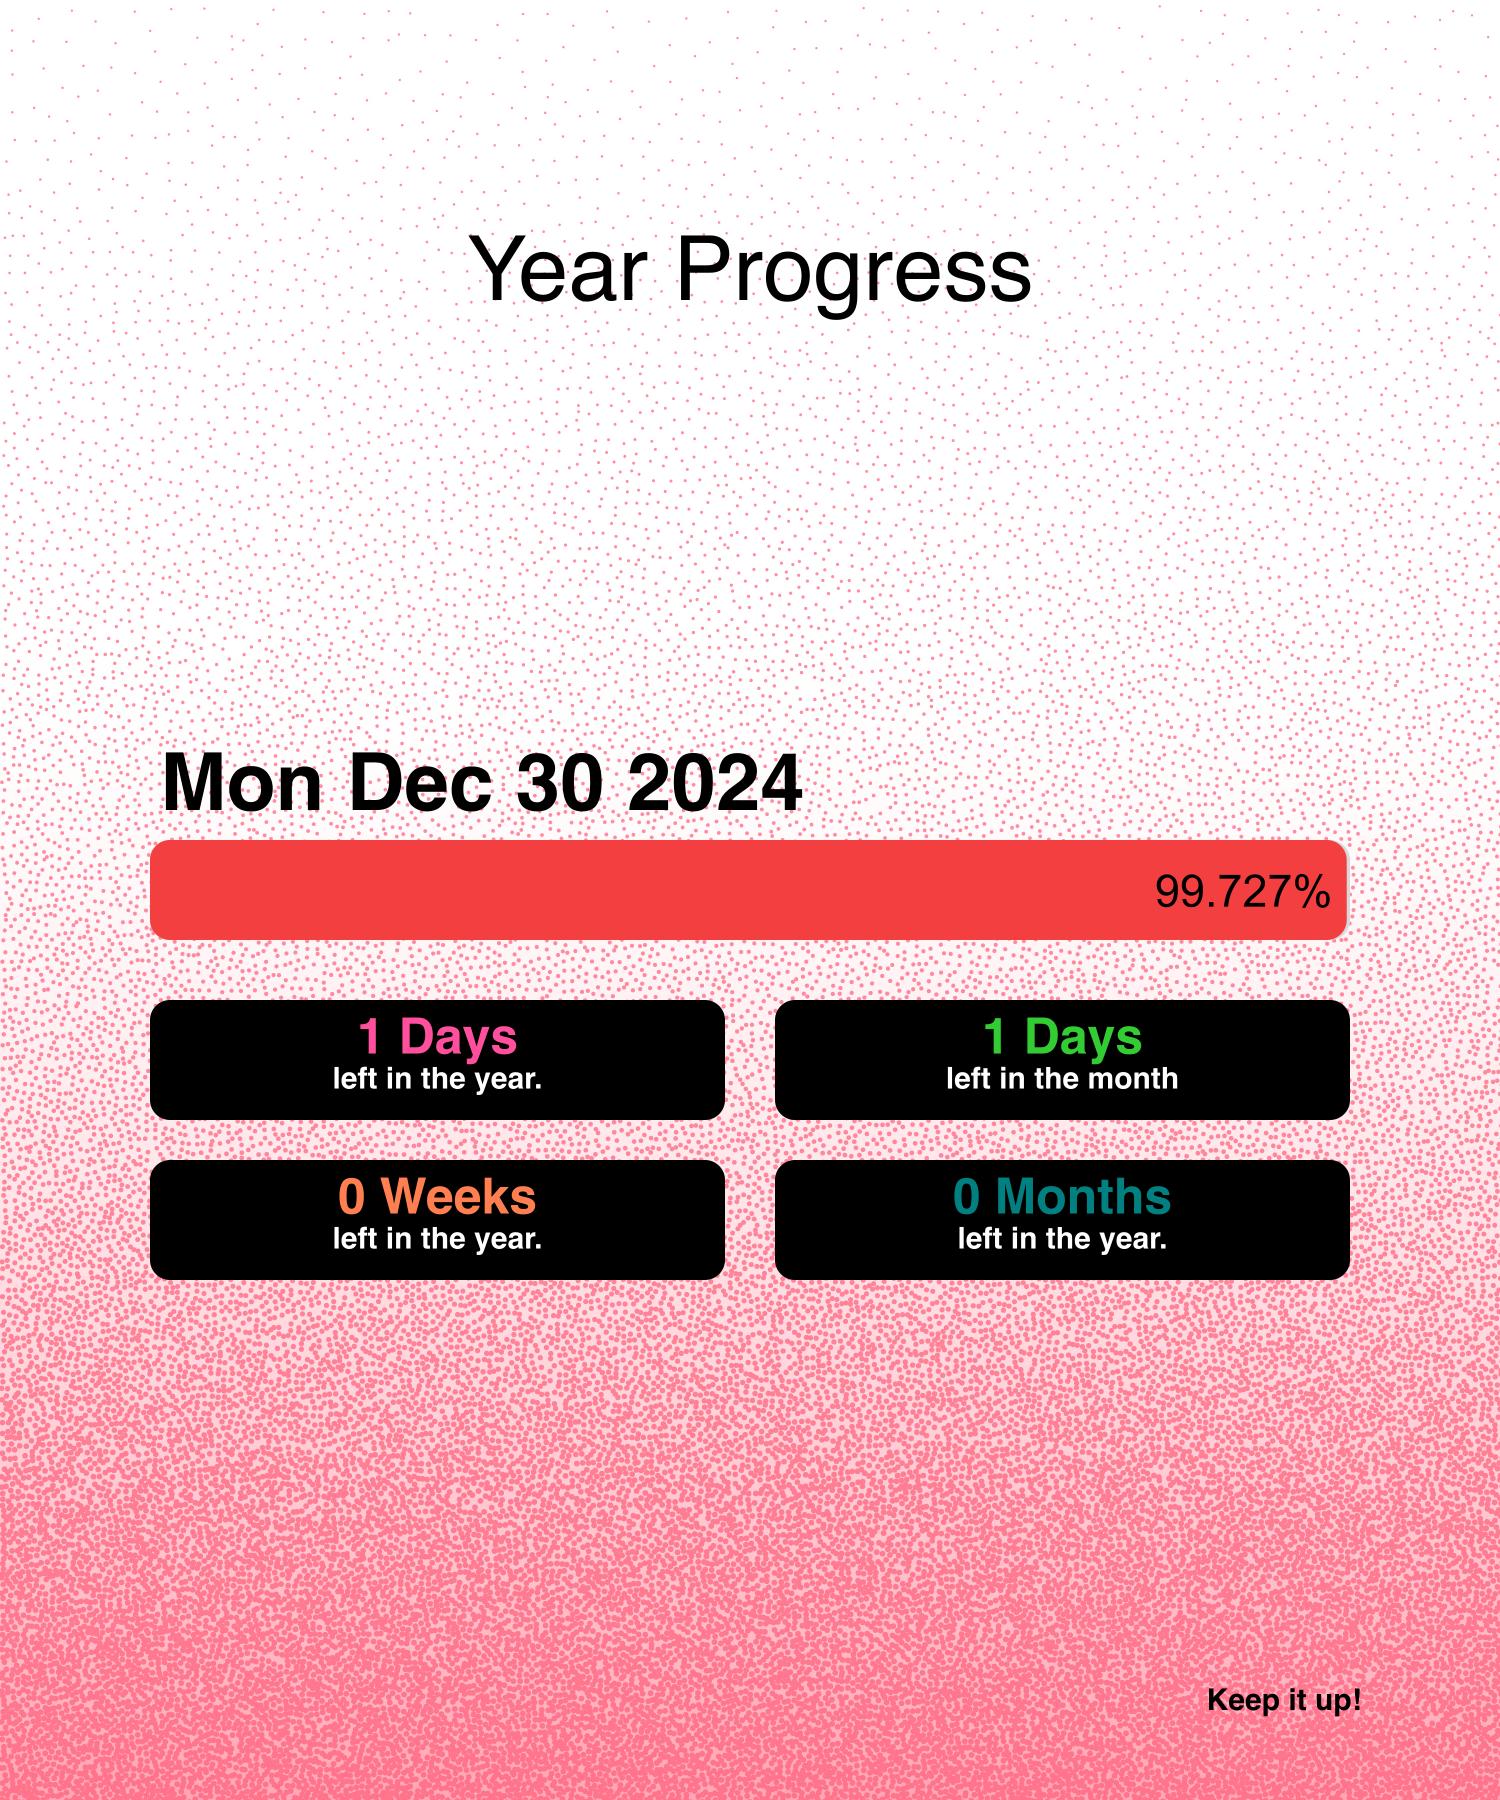 Year Progress
Mon Dec 30 2024
99.727%
1 Days
left in the year.
1 Days
left in the month
0 Weeks
left in the year.
0 Months
left in the year.
Keep it up!